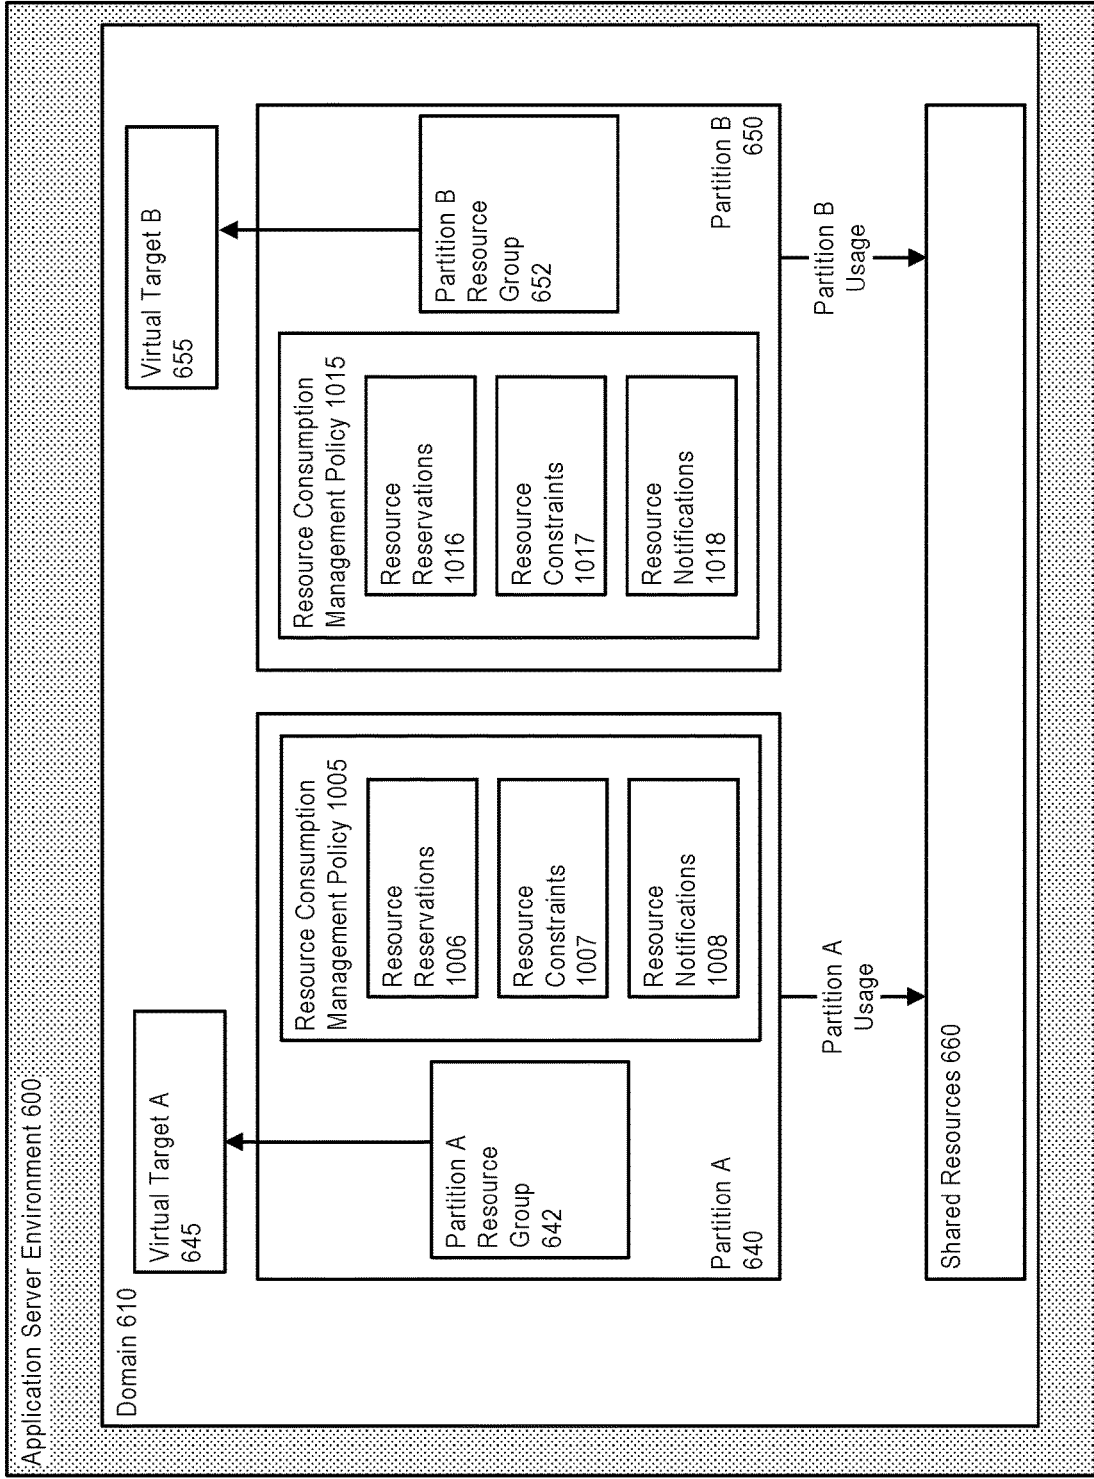 Application Server Environment 600
Domain 610
Virtual Target A
645
Virtual Target B
655
Partition A
Resource
Group
642
Resource Consumption
Management Policy 1005
Resource
Reservations
1006
Resource
Constraints
1007
Resource
Notifications
1008
Partition A
640
Resource Consumption
Management Policy 1015
Resource
Reservations
1016
Resource
Constraints
1017
Resource
Notifications
1018
Partition B
Resource
Group
652
Partition B
650
Partition A
Usage
Partition B
Usage
Shared Resources 660